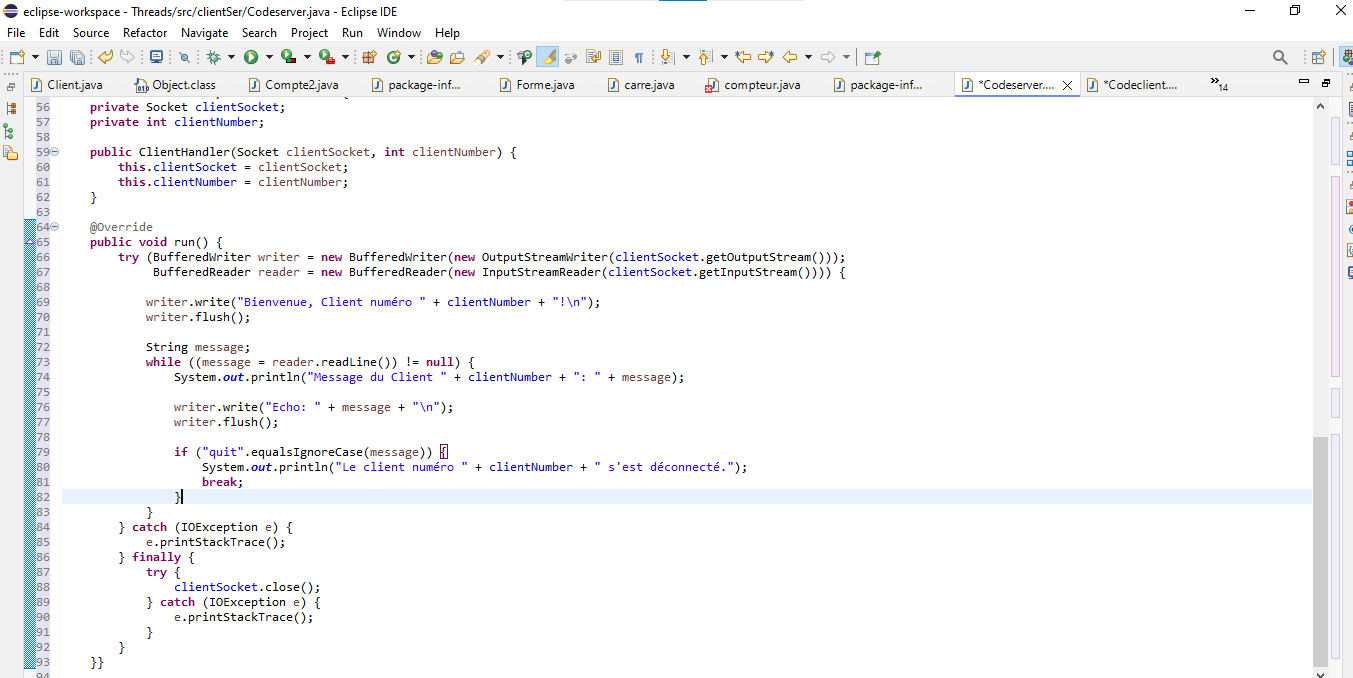 eclipse-workspace - Threads/src/clientSer/Codeserver.java - Eclipse IDE
File Edit Source Refactor Navigate Search Project Run Window Help
Client.java Object.class Compte2.java package-inf... Forme.java carre.java compteur.java package-inf... *Codeserver.... *Codeclient.... »14
56 private Socket clientSocket;
57 private int clientNumber;
58
59 public ClientHandler(Socket clientSocket, int clientNumber) {
60 this.clientSocket = clientSocket;
61 this.clientNumber = clientNumber;
62 }
63
64 @Override
65 public void run() {
66 try (BufferedWriter writer = new BufferedWriter(new OutputStreamWriter(clientSocket.getOutputStream()));
67 BufferedReader reader = new BufferedReader(new InputStreamReader(clientSocket.getInputStream()))) {
68
69 writer.write("Bienvenue, Client numéro " + clientNumber + "!\n");
70 writer.flush();
71
72 String message;
73 while ((message = reader.readLine()) != null) {
74 System.out.println("Message du Client " + clientNumber + ": " + message);
75
76 writer.write("Echo: " + message + "\n");
77 writer.flush();
78
79 if ("quit".equalsIgnoreCase(message)) {
80 System.out.println("Le client numéro " + clientNumber + " s'est déconnecté.");
81 break;
82 }
83 }
84 } catch (IOException e) {
85 e.printStackTrace();
86 } finally {
87 try {
88 clientSocket.close();
89 } catch (IOException e) {
90 e.printStackTrace();
91 }
92 }
93 }}
94